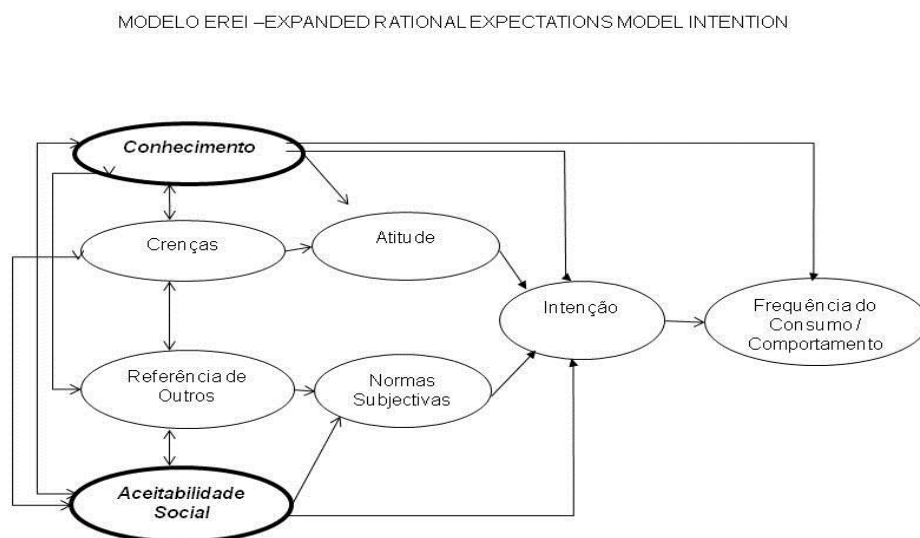 MODELO EREI –EXPANDED RATIONAL EXPECTATIONS MODEL INTENTION
Conhecimento
Crenças
Atitude
Intenção
Frequência do
Consumo /
Comportamento
Referência de
Outros
Normas
Subjectivas
Aceitabilidade
Social